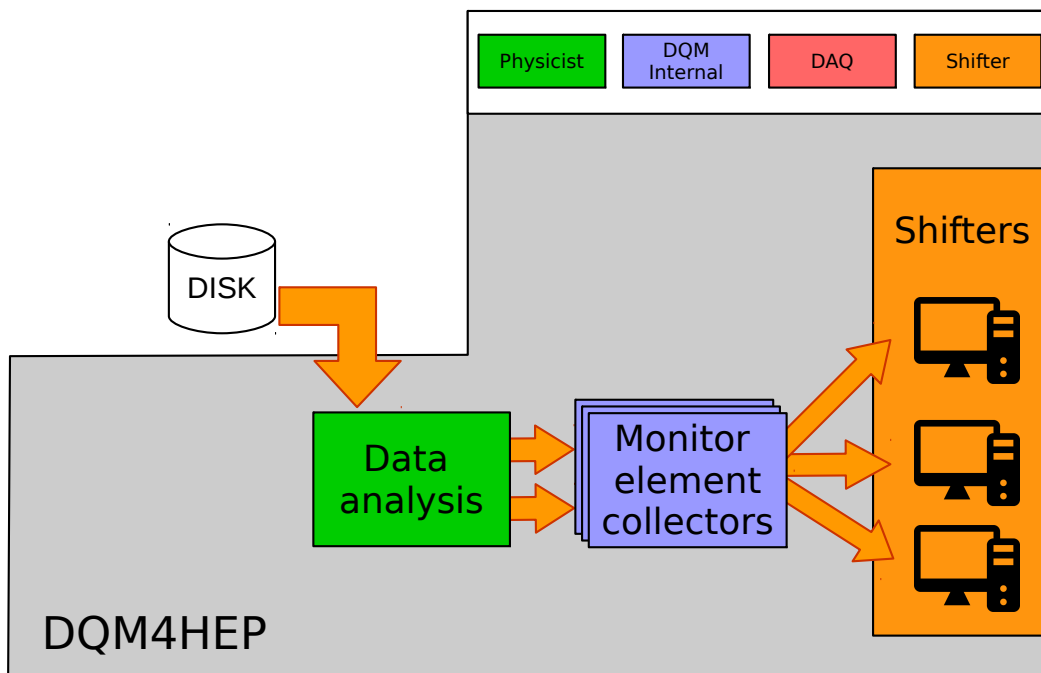 Physicist
DQM
Internal
DAQ
Shifter
Shifters
DISK
Data
analysis
Monitor
element
collectors
DQM4HEP